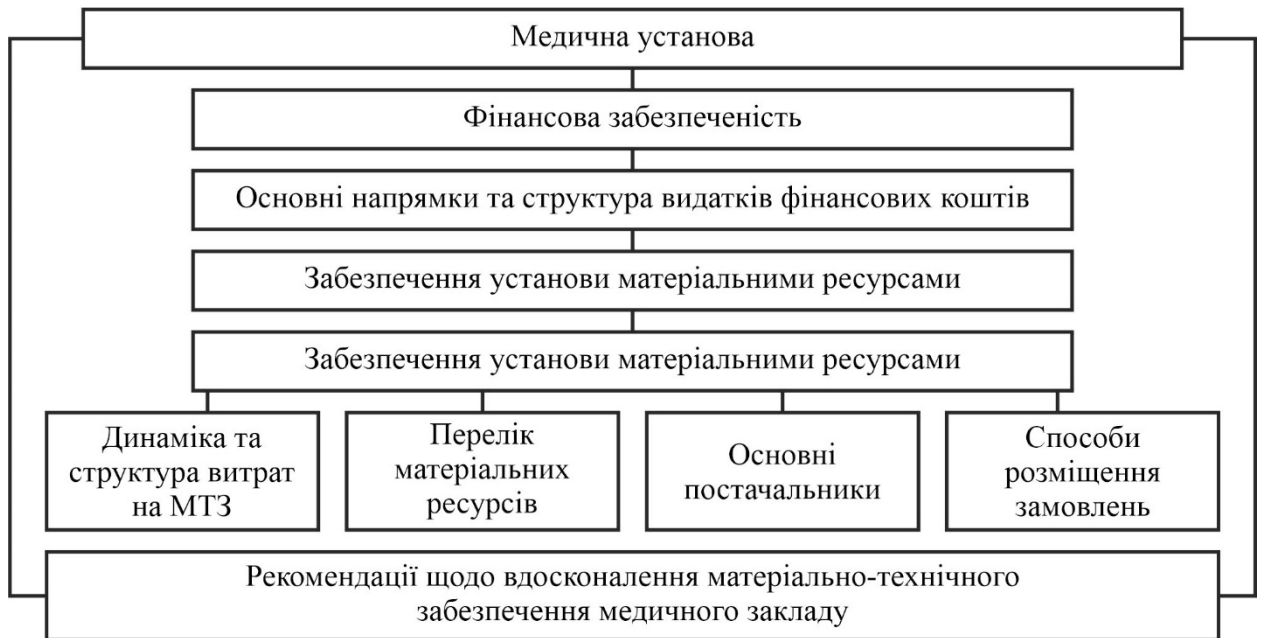 Медична установа
Фінансова забезпеченість
Основні напрямки та структура видатків фінансових коштів
Забезпечення установи матеріальними ресурсами
Забезпечення установи матеріальними ресурсами
Динаміка та
структура витрат
на МТЗ
Перелік
матеріальних
ресурсів
Основні
постачальники
Способи
розміщення
замовлень
Рекомендації щодо вдосконалення матеріально-технічного
забезпечення медичного закладу